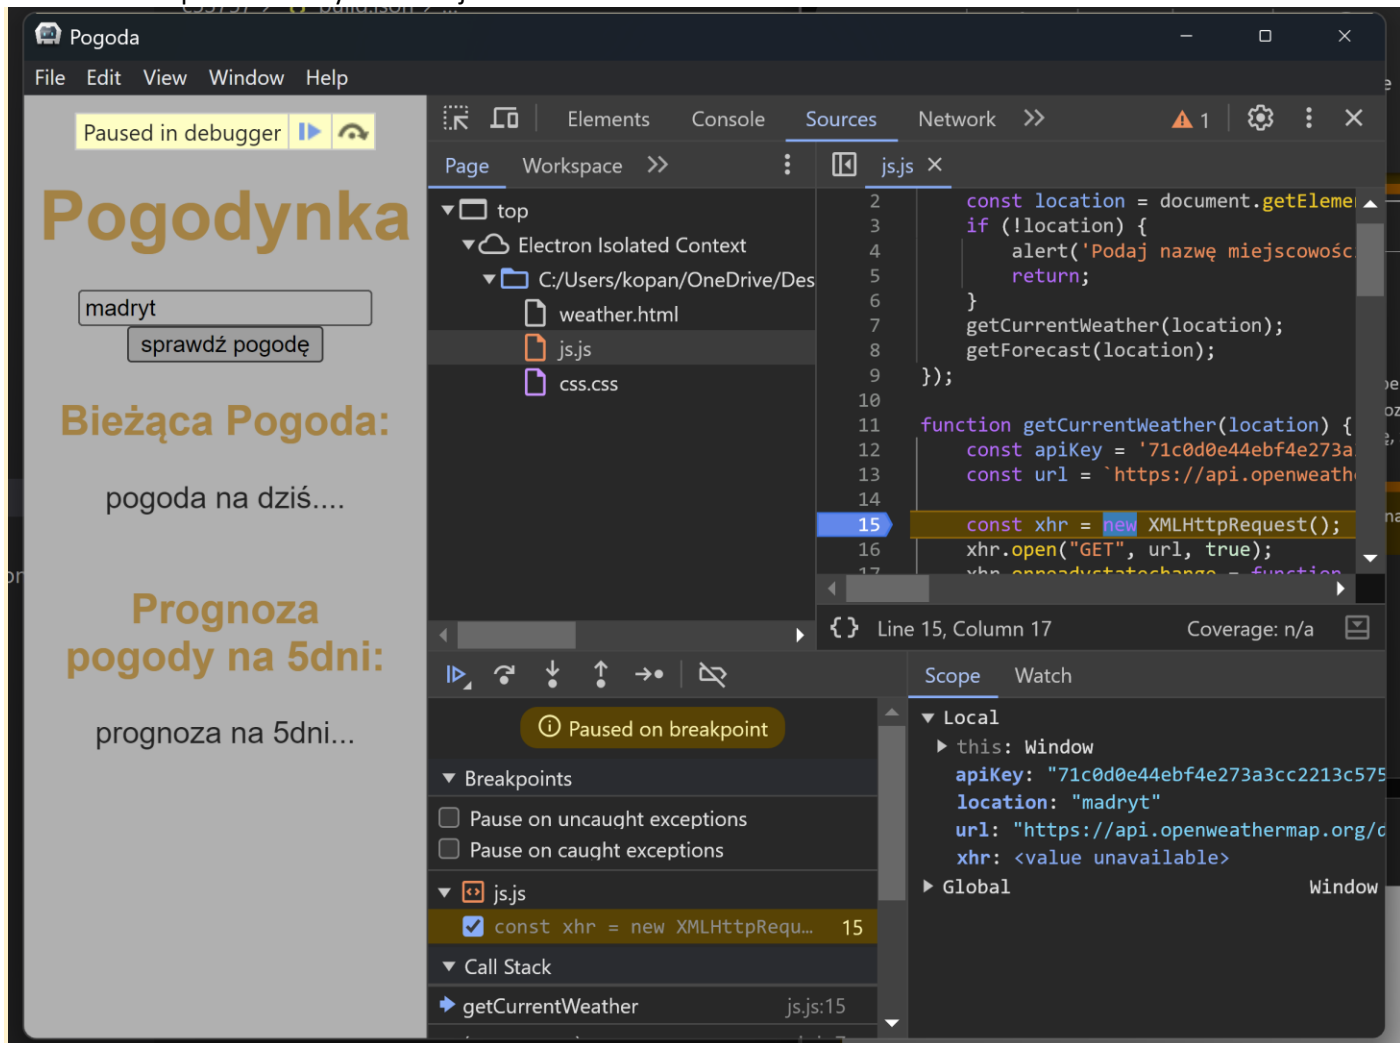 Pogoda
File Edit View Window Help
Paused in debugger
Pogodynka
madryt
sprawdź pogodę
Bieżąca Pogoda:
pogoda na dziś....
Prognoza
pogody na 5dni:
prognoza na 5dni...
Elements Console Sources Network 1
Page Workspace
top
Electron Isolated Context
C:/Users/kopan/OneDrive/Des
weather.html
js.js
css.css
js.js
2 const location = document.getEleme
3 if (!location) {
4 alert('Podaj nazwę miejscowośc
5 return;
6 }
7 getCurrentWeather(location);
8 getForecast(location);
9 });
10
11 function getCurrentWeather(location) {
12 const apiKey = '71c0d0e44ebf4e273a
13 const url = `https://api.openweath
14
15 const xhr = new XMLHttpRequest();
16 xhr.open("GET", url, true);
17 xhr.onreadystatechange = function
{} Line 15, Column 17 Coverage: n/a
Paused on breakpoint
Breakpoints
Pause on uncaught exceptions
Pause on caught exceptions
js.js
const xhr = new XMLHttpRequ… 15
Call Stack
getCurrentWeather js.js:15
Scope Watch
Local
this: Window
apiKey: "71c0d0e44ebf4e273a3cc2213c575
location: "madryt"
url: "https://api.openweathermap.org/d
xhr: <value unavailable>
Global Window